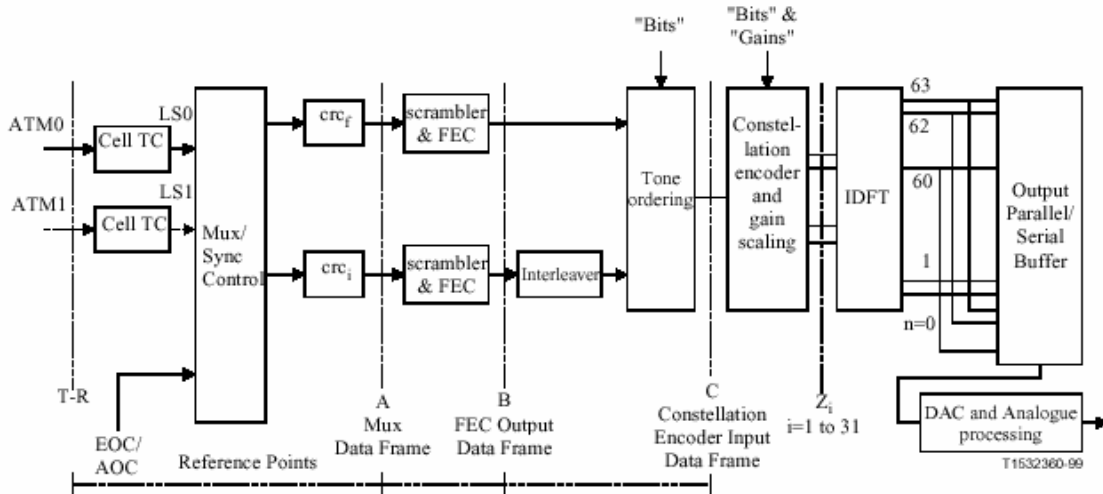 "Bits"
"Bits" &
"Gains"
ATM0
LS0
Cell TC
ATM1
LS1
Cell TC
Mux/
Sync
Control
crcf
scrambler
& FEC
crci
scrambler
& FEC
Interleaver
Tone
ordering
Constel-
lation
encoder
and
gain
scaling
IDFT
63
62
60
1
n=0
Output
Parallel/
Serial
Buffer
T-R
EOC/
AOC
Reference Points
A
Mux
Data Frame
B
FEC Output
Data Frame
C
Constellation
Encoder Input
Data Frame
Zi
i=1 to 31
DAC and Analogue
processing
T1532360-99